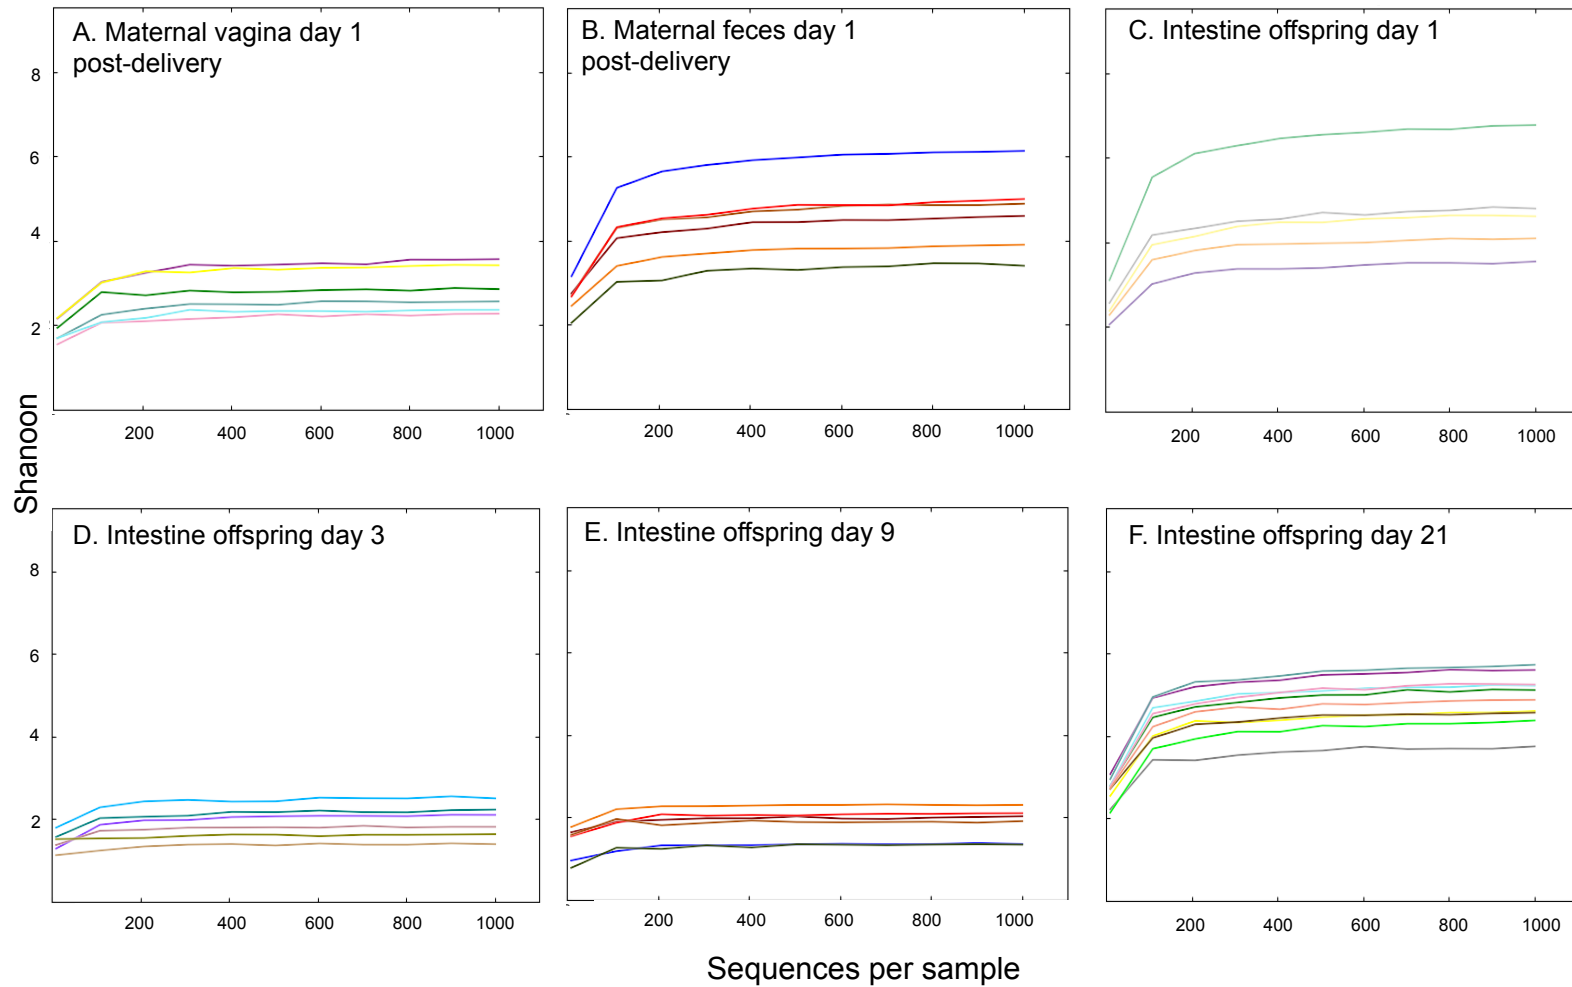 A. Maternal vagina day 1
post-delivery
B. Maternal feces day 1
post-delivery
C. Intestine offspring day 1
8
6
4
2
200 400 600 800 1000
200 400 600 800 1000
200 400 600 800 1000
Shanoon
D. Intestine offspring day 3
E. Intestine offspring day 9
F. Intestine offspring day 21
8
6
4
2
200 400 600 800 1000
200 400 600 800 1000
200 400 600 800 1000
Sequences per sample